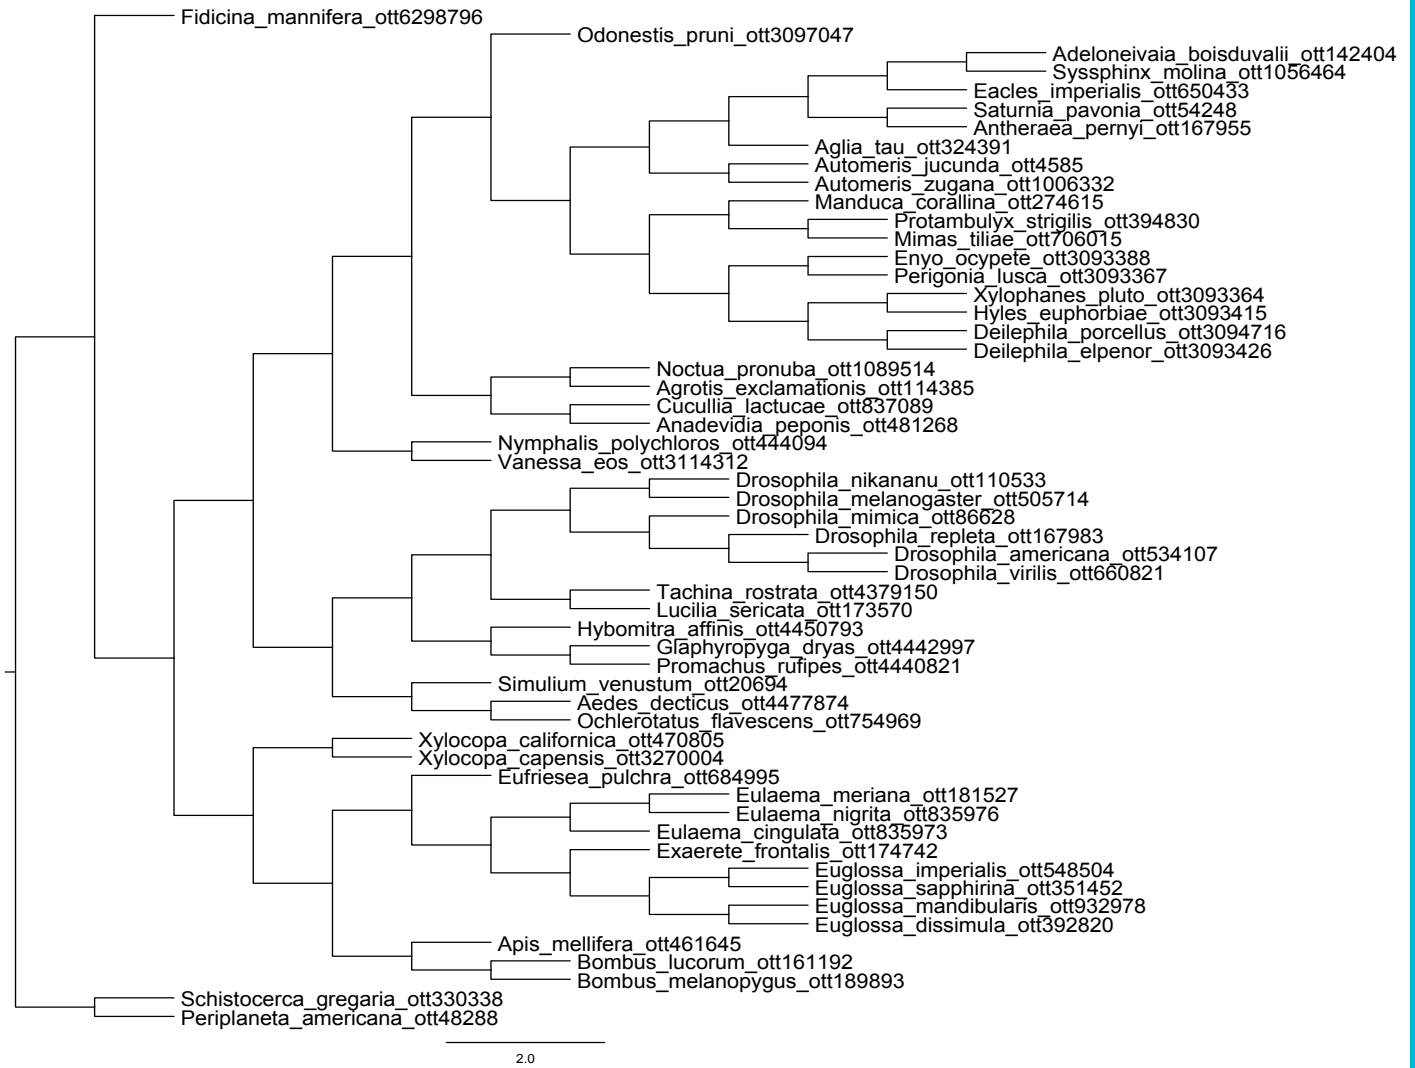 Fidicina_mannifera_ott6298796
Odonestis_pruni_ott3097047
Adeloneivaia_boisduvalii_ott142404
Syssphinx_molina_ott1056464
Eacles_imperialis_ott650433
Saturnia_pavonia_ott54248
Antheraea_pernyi_ott167955
Aglia_tau_ott324391
Automeris_jucunda_ott4585
Automeris_zugana_ott1006332
Manduca_corallina_ott274615
Protambulyx_strigilis_ott394830
Mimas_tiliae_ott706015
Enyo_ocypete_ott3093388
Perigonia_lusca_ott3093367
Xylophanes_pluto_ott3093364
Hyles_euphorbiae_ott3093415
Deilephila_porcellus_ott3094716
Deilephila_elpenor_ott3093426
Noctua_pronuba_ott1089514
Agrotis_exclamationis_ott114385
Cucullia_lactucae_ott837089
Anadevidia_peponis_ott481268
Nymphalis_polychloros_ott444094
Vanessa_eos_ott3114312
Drosophila_nikananu_ott110533
Drosophila_melanogaster_ott505714
Drosophila_mimica_ott86628
Drosophila_repleta_ott167983
Drosophila_americana_ott534107
Drosophila_virilis_ott660821
Tachina_rostrata_ott4379150
Lucilia_sericata_ott173570
Hybomitra_affinis_ott4450793
Glaphyropyga_dryas_ott4442997
Promachus_rufipes_ott4440821
Simulium_venustum_ott20694
Aedes_decticus_ott4477874
Ochlerotatus_flavescens_ott754969
Xylocopa_californica_ott470805
Xylocopa_capensis_ott3270004
Eufriesea_pulchra_ott684995
Eulaema_meriana_ott181527
Eulaema_nigrita_ott835976
Eulaema_cingulata_ott835973
Exaerete_frontalis_ott174742
Euglossa_imperialis_ott548504
Euglossa_sapphirina_ott351452
Euglossa_mandibularis_ott932978
Euglossa_dissimula_ott392820
Apis_mellifera_ott461645
Bombus_lucorum_ott161192
Bombus_melanopygus_ott189893
Schistocerca_gregaria_ott330338
Periplaneta_americana_ott48288
2.0